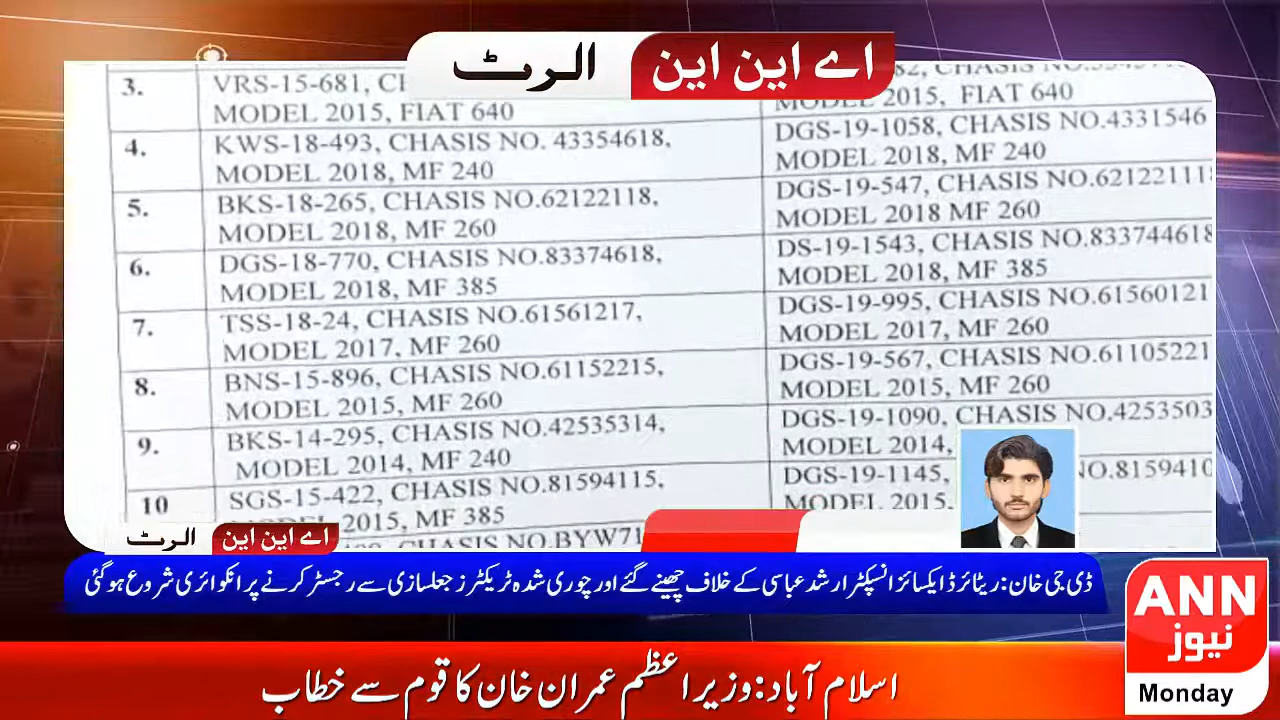 اے این این الرٹ
3.
VRS-15-681,
MODEL 2015, FIAT 640
MODEL 2015, FIAT 640
4.
KWS-18-493, CHASIS NO. 43354618,
MODEL 2018, MF 240
DGS-19-1058, CHASIS NO.4331546
MODEL 2018, MF 240
5.
BKS-18-265, CHASIS NO.62122118,
MODEL 2018, MF 260
DGS-19-547, CHASIS NO.62122111
MODEL 2018 MF 260
6.
DGS-18-770, CHASIS NO.83374618,
MODEL 2018, MF 385
DS-19-1543, CHASIS NO.833744618
MODEL 2018, MF 385
7.
TSS-18-24, CHASIS NO.61561217,
MODEL 2017, MF 260
DGS-19-995, CHASIS NO.61560121
MODEL 2017, MF 260
8.
BNS-15-896, CHASIS NO.61152215,
MODEL 2015, MF 260
DGS-19-567, CHASIS NO.61105221
MODEL 2015, MF 260
9.
BKS-14-295, CHASIS NO.42535314,
MODEL 2014, MF 240
DGS-19-1090, CHASIS NO.4253503
MODEL 2014,
10
SGS-15-422, CHASIS NO.81594115,
MODEL 2015, MF 385
DGS-19-1145, NO.8159410
MODEL 2015,
CHASIS NO.BYW71
اے این این الرٹ
ڈی جی خان: ریٹائرڈ ایکسائز انسپکٹر ارشد عباسی کے خلاف چھینے گئے اور چوری شدہ ٹریکٹرز جعلسازی سے رجسٹر کرنے پر انکوائری شروع ہو گئی
ANN
نیوز
Monday
اسلام آباد: وزیر اعظم عمران خان کا قوم سے خطاب